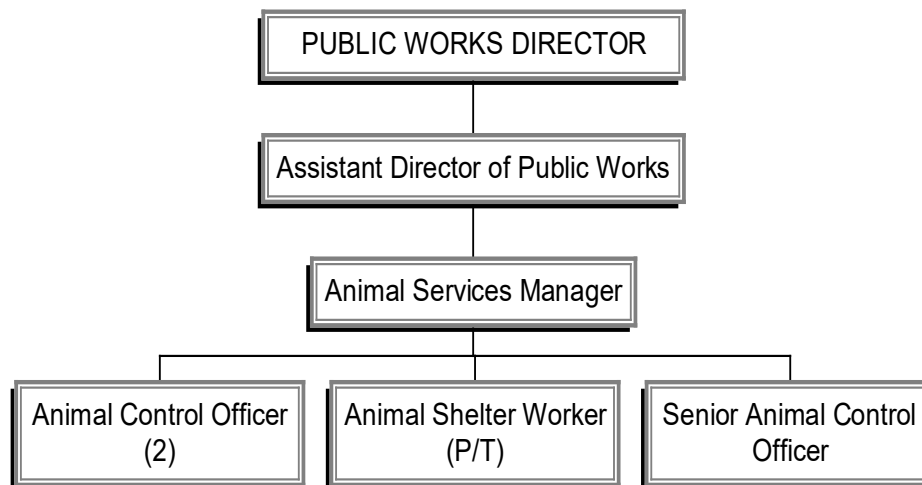 PUBLIC WORKS DIRECTOR
Assistant Director of Public Works
Animal Services Manager
Animal Control Officer
(2)
Animal Shelter Worker
(P/T)
Senior Animal Control
Officer